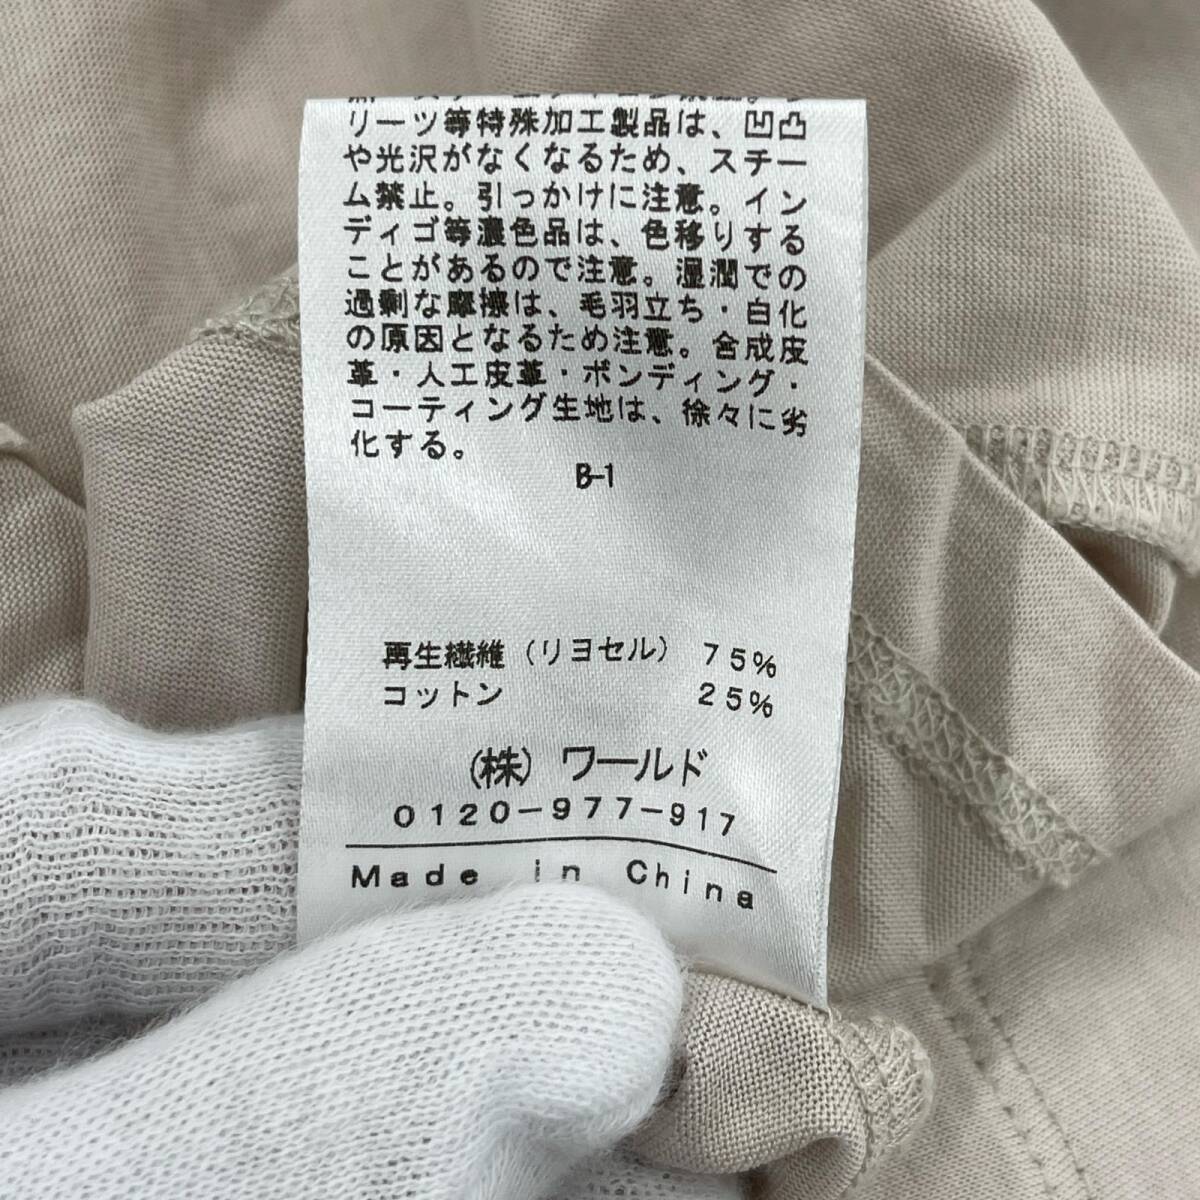 リーツ等特殊加工製品は、凹凸
や光沢がなくなるため、スチー
ム禁止。引っかけに注意。イン
ディゴ等濃色品は、色移りする
ことがあるので注意。湿潤での
過剰な摩擦は、毛羽立ち・白化
の原因となるため注意。合成皮
革・人工皮革・ボンディング・
コーティング生地は、徐々に劣
化する。
B-1
再生繊維（リヨセル） 75%
コットン 25%
（株）ワールド
0120-977-917
Made in China